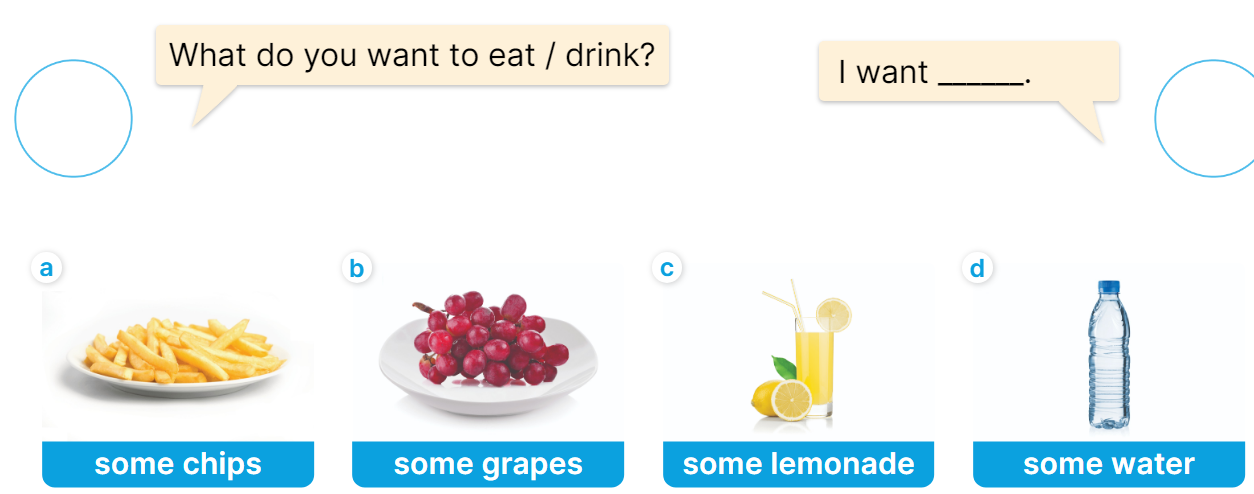 What do you want to eat / drink?
I want ______.
a
b
c
d
some chips
some grapes
some lemonade
some water